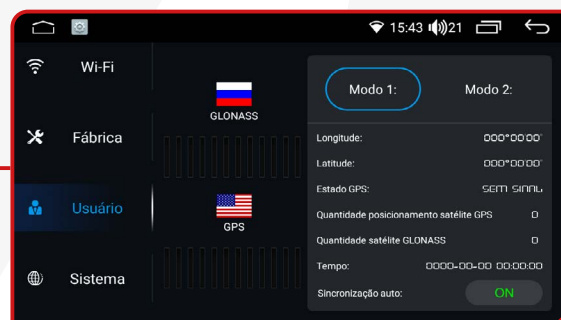 15:43 21
Wi-Fi
Fábrica
Usuário
Sistema
GLONASS
GPS
Modo 1: Modo 2:
Longitude: 000°00'00"
Latitude: 000°00'00"
Estado GPS: SEM SINAL
Quantidade posicionamento satélite GPS 0
Quantidade satélite GLONASS 0
Tempo: 0000-00-00 00:00:00
Sincronização auto: ON